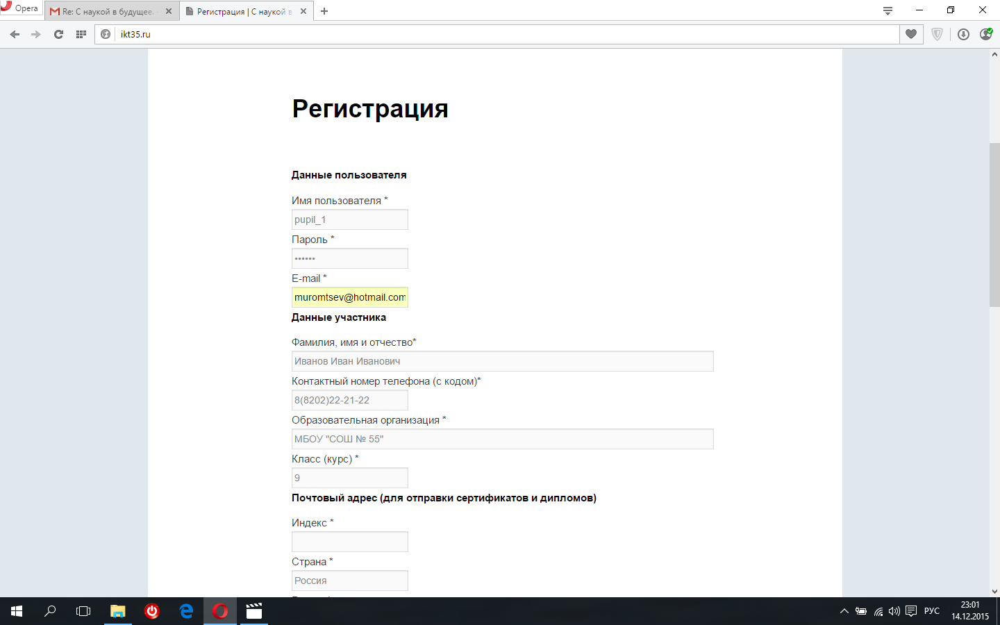 Opera
Re: С наукой в будущее.
Регистрация | С наукой в
ikt35.ru
Регистрация
Данные пользователя
Имя пользователя *
pupil_1
Пароль *
••••••
E-mail *
muromtsev@hotmail.com
Данные участника
Фамилия, имя и отчество*
Иванов Иван Иванович
Контактный номер телефона (с кодом)*
8(8202)22-21-22
Образовательная организация *
МБОУ "СОШ № 55"
Класс (курс) *
9
Почтовый адрес (для отправки сертификатов и дипломов)
Индекс *
Страна *
Россия
РУС
23:01
14.12.2015